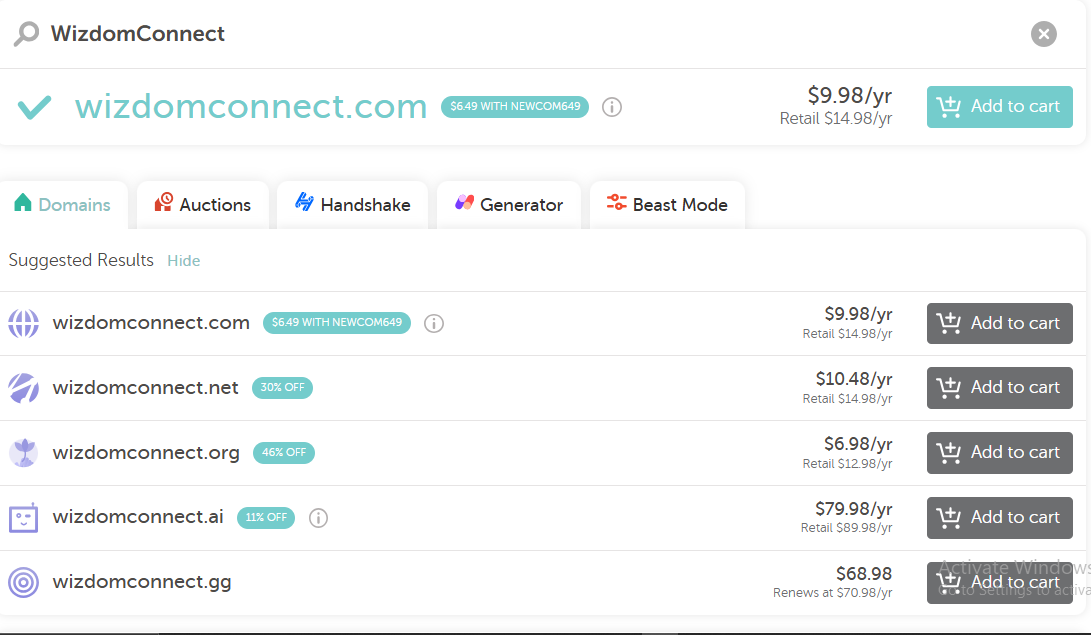 WizdomConnect
wizdomconnect.com $6.49 WITH NEWCOM649 $9.98/yr Add to cart
Retail $14.98/yr
Domains Auctions Handshake Generator Beast Mode
Suggested Results Hide
wizdomconnect.com $6.49 WITH NEWCOM649 $9.98/yr Add to cart
Retail $14.98/yr
wizdomconnect.net 30% OFF $10.48/yr Add to cart
Retail $14.98/yr
wizdomconnect.org 46% OFF $6.98/yr Add to cart
Retail $12.98/yr
wizdomconnect.ai 11% OFF $79.98/yr Add to cart
Retail $89.98/yr
wizdomconnect.gg $68.98 Add to cart
Renews at $70.98/yr
Activate Windows
Go to Settings to activa